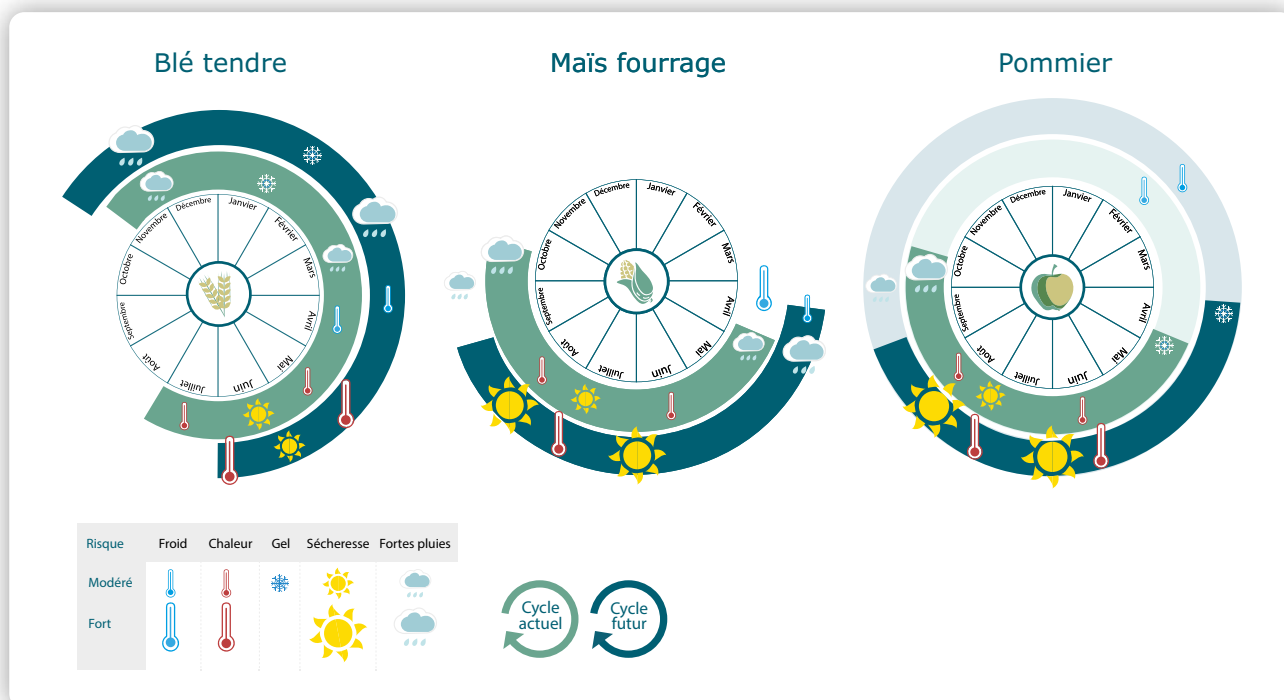 Blé tendre
Janvier
Février
Mars
Avril
Mai
Juin
Juillet
Août
Septembre
Octobre
Novembre
Décembre
Maïs fourrage
Janvier
Février
Mars
Avril
Mai
Juin
Juillet
Août
Septembre
Octobre
Novembre
Décembre
Pommier
Janvier
Février
Mars
Avril
Mai
Juin
Juillet
Août
Septembre
Octobre
Novembre
Décembre
Risque Froid Chaleur Gel Sécheresse Fortes pluies
Modéré
Fort
Cycle
actuel
Cycle
futur